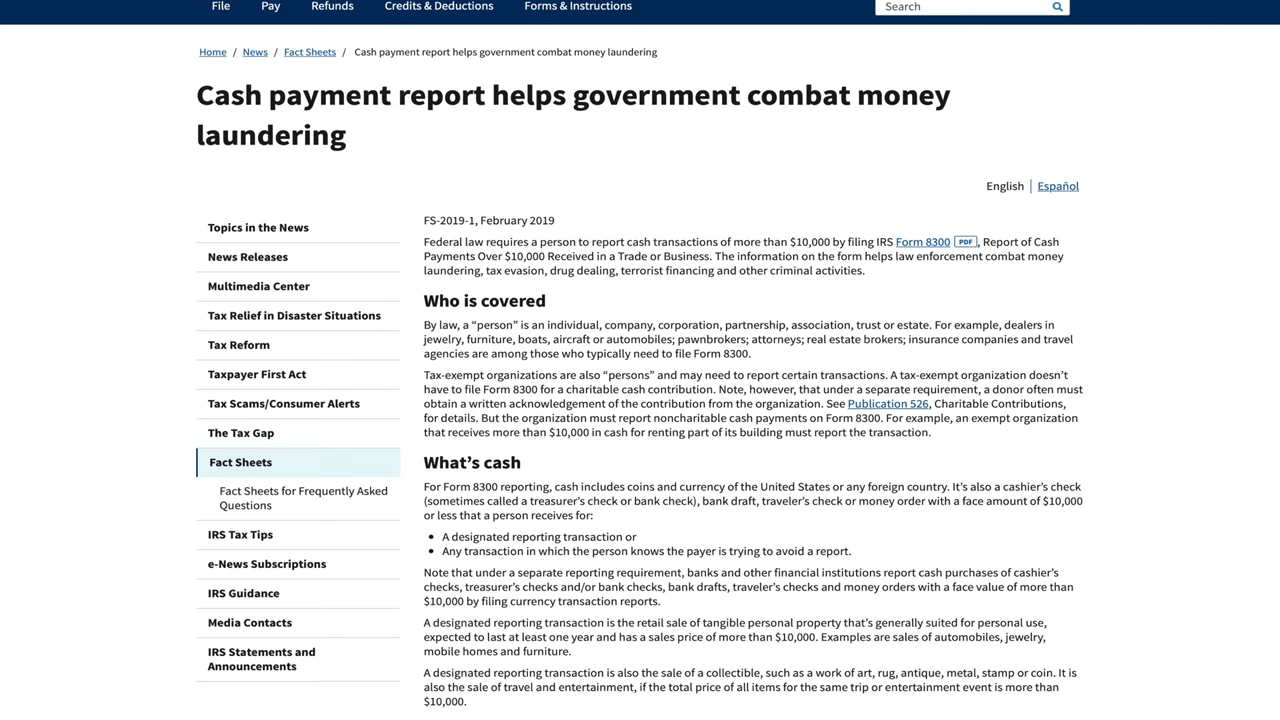 File Pay Refunds Credits & Deductions Forms & Instructions Search
Home / News / Fact Sheets / Cash payment report helps government combat money laundering
Cash payment report helps government combat money
laundering
English | Español
Topics in the News
News Releases
Multimedia Center
Tax Relief in Disaster Situations
Tax Reform
Taxpayer First Act
Tax Scams/Consumer Alerts
The Tax Gap
Fact Sheets
Fact Sheets for Frequently Asked
Questions
IRS Tax Tips
e-News Subscriptions
IRS Guidance
Media Contacts
IRS Statements and
Announcements
FS-2019-1, February 2019
Federal law requires a person to report cash transactions of more than $10,000 by filing IRS Form 8300 PDF, Report of Cash
Payments Over $10,000 Received in a Trade or Business. The information on the form helps law enforcement combat money
laundering, tax evasion, drug dealing, terrorist financing and other criminal activities.
Who is covered
By law, a “person” is an individual, company, corporation, partnership, association, trust or estate. For example, dealers in
jewelry, furniture, boats, aircraft or automobiles; pawnbrokers; attorneys; real estate brokers; insurance companies and travel
agencies are among those who typically need to file Form 8300.
Tax-exempt organizations are also “persons” and may need to report certain transactions. A tax-exempt organization doesn’t
have to file Form 8300 for a charitable cash contribution. Note, however, that under a separate requirement, a donor often must
obtain a written acknowledgement of the contribution from the organization. See Publication 526, Charitable Contributions,
for details. But the organization must report noncharitable cash payments on Form 8300. For example, an exempt organization
that receives more than $10,000 in cash for renting part of its building must report the transaction.
What’s cash
For Form 8300 reporting, cash includes coins and currency of the United States or any foreign country. It’s also a cashier’s check
(sometimes called a treasurer’s check or bank check), bank draft, traveler’s check or money order with a face amount of $10,000
or less that a person receives for:
• A designated reporting transaction or
• Any transaction in which the person knows the payer is trying to avoid a report.
Note that under a separate reporting requirement, banks and other financial institutions report cash purchases of cashier’s
checks, treasurer’s checks and/or bank checks, bank drafts, traveler’s checks and money orders with a face value of more than
$10,000 by filing currency transaction reports.
A designated reporting transaction is the retail sale of tangible personal property that’s generally suited for personal use,
expected to last at least one year and has a sales price of more than $10,000. Examples are sales of automobiles, jewelry,
mobile homes and furniture.
A designated reporting transaction is also the sale of a collectible, such as a work of art, rug, antique, metal, stamp or coin. It is
also the sale of travel and entertainment, if the total price of all items for the same trip or entertainment event is more than
$10,000.